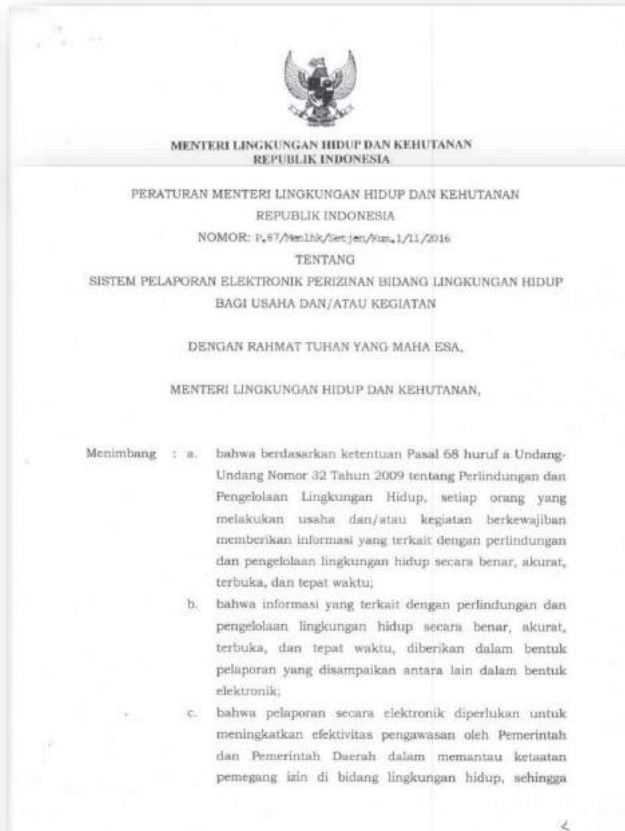 MENTERI LINGKUNGAN HIDUP DAN KEHUTANAN
REPUBLIK INDONESIA
PERATURAN MENTERI LINGKUNGAN HIDUP DAN KEHUTANAN
REPUBLIK INDONESIA
NOMOR: P.87/Menlhk/Setjen/Kum.1/11/2016
TENTANG
SISTEM PELAPORAN ELEKTRONIK PERIZINAN BIDANG LINGKUNGAN HIDUP
BAGI USAHA DAN/ATAU KEGIATAN
DENGAN RAHMAT TUHAN YANG MAHA ESA,
MENTERI LINGKUNGAN HIDUP DAN KEHUTANAN,
Menimbang : a. bahwa berdasarkan ketentuan Pasal 68 huruf a Undang-
Undang Nomor 32 Tahun 2009 tentang Perlindungan dan
Pengelolaan Lingkungan Hidup, setiap orang yang
melakukan usaha dan/atau kegiatan berkewajiban
memberikan informasi yang terkait dengan perlindungan
dan pengelolaan lingkungan hidup secara benar, akurat,
terbuka, dan tepat waktu;
b. bahwa informasi yang terkait dengan perlindungan dan
pengelolaan lingkungan hidup secara benar, akurat,
terbuka, dan tepat waktu, diberikan dalam bentuk
pelaporan yang disampaikan antara lain dalam bentuk
elektronik;
c. bahwa pelaporan secara elektronik diperlukan untuk
meningkatkan efektivitas pengawasan oleh Pemerintah
dan Pemerintah Daerah dalam memantau ketaatan
pemegang izin di bidang lingkungan hidup, sehingga